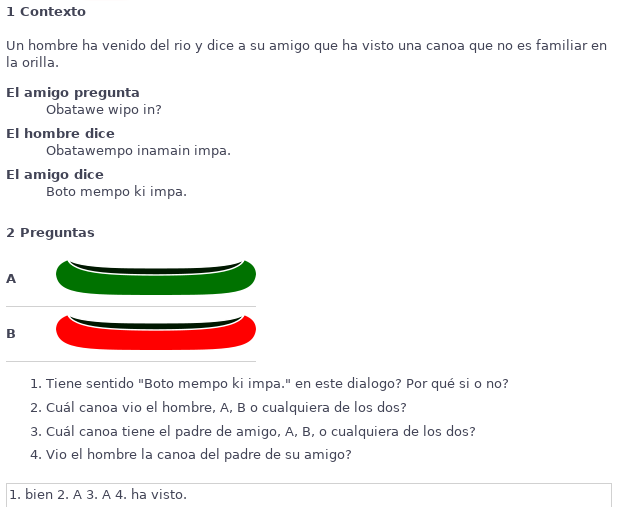 1 Contexto
Un hombre ha venido del rio y dice a su amigo que ha visto una canoa que no es familiar en
la orilla.
El amigo pregunta
Obatawe wipo in?
El hombre dice
Obatawempo inamain impa.
El amigo dice
Boto mempo ki impa.
2 Preguntas
A
B
1. Tiene sentido "Boto mempo ki impa." en este dialogo? Por qué si o no?
2. Cuál canoa vio el hombre, A, B o cualquiera de los dos?
3. Cuál canoa tiene el padre de amigo, A, B, o cualquiera de los dos?
4. Vio el hombre la canoa del padre de su amigo?
1. bien 2. A 3. A 4. ha visto.